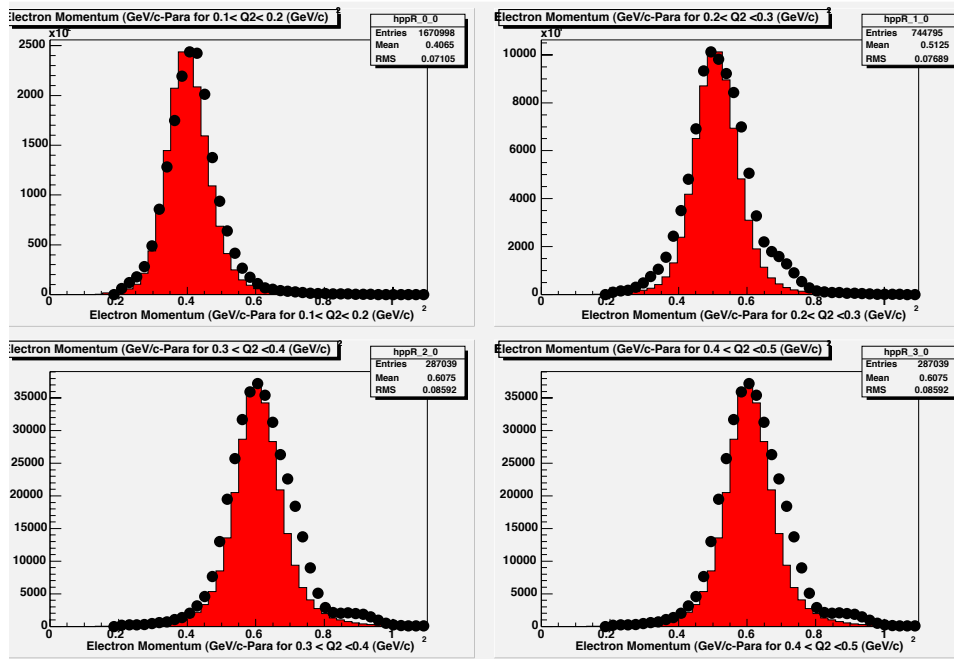 Electron Momentum (GeV/c-Para for 0.1< Q2< 0.2 (GeV/c) 2
hppR_0_0
Entries 1670998
Mean 0.4065
RMS 0.07105
2500
2000
1500
1000
500
0
0 0.2 0.4 0.6 0.8 1
Electron Momentum (GeV/c-Para for 0.1< Q2< 0.2 (GeV/c) 2
Electron Momentum (GeV/c-Para for 0.2< Q2 <0.3 (GeV/c) 2
hppR_1_0
Entries 744795
Mean 0.5125
RMS 0.07689
10000
8000
6000
4000
2000
0
0 0.2 0.4 0.6 0.8 1
Electron Momentum (GeV/c-Para for 0.2< Q2 <0.3 (GeV/c) 2
Electron Momentum (GeV/c-Para for 0.3 < Q2 <0.4 (GeV/c) 2
hppR_2_0
Entries 287039
Mean 0.6075
RMS 0.08592
35000
30000
25000
20000
15000
10000
5000
0
0 0.2 0.4 0.6 0.8 1
Electron Momentum (GeV/c-Para for 0.3 < Q2 <0.4 (GeV/c) 2
Electron Momentum (GeV/c-Para for 0.4 < Q2 <0.5 (GeV/c) 2
hppR_3_0
Entries 287039
Mean 0.6075
RMS 0.08592
35000
30000
25000
20000
15000
10000
5000
0
0 0.2 0.4 0.6 0.8 1
Electron Momentum (GeV/c-Para for 0.4 < Q2 <0.5 (GeV/c) 2